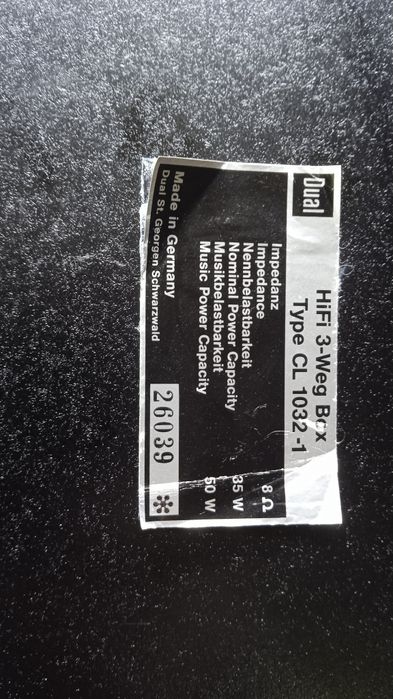 Dual
HiFi 3-Weg Box
Type CL 1032-1
Impedanz
Impedance 8 Ω
Nennbelastbarkeit
Nominal Power Capacity 35 W
Musikbelastbarkeit
Music Power Capacity 50 W
Made in Germany
Dual St. Georgen Schwarzwald
26039